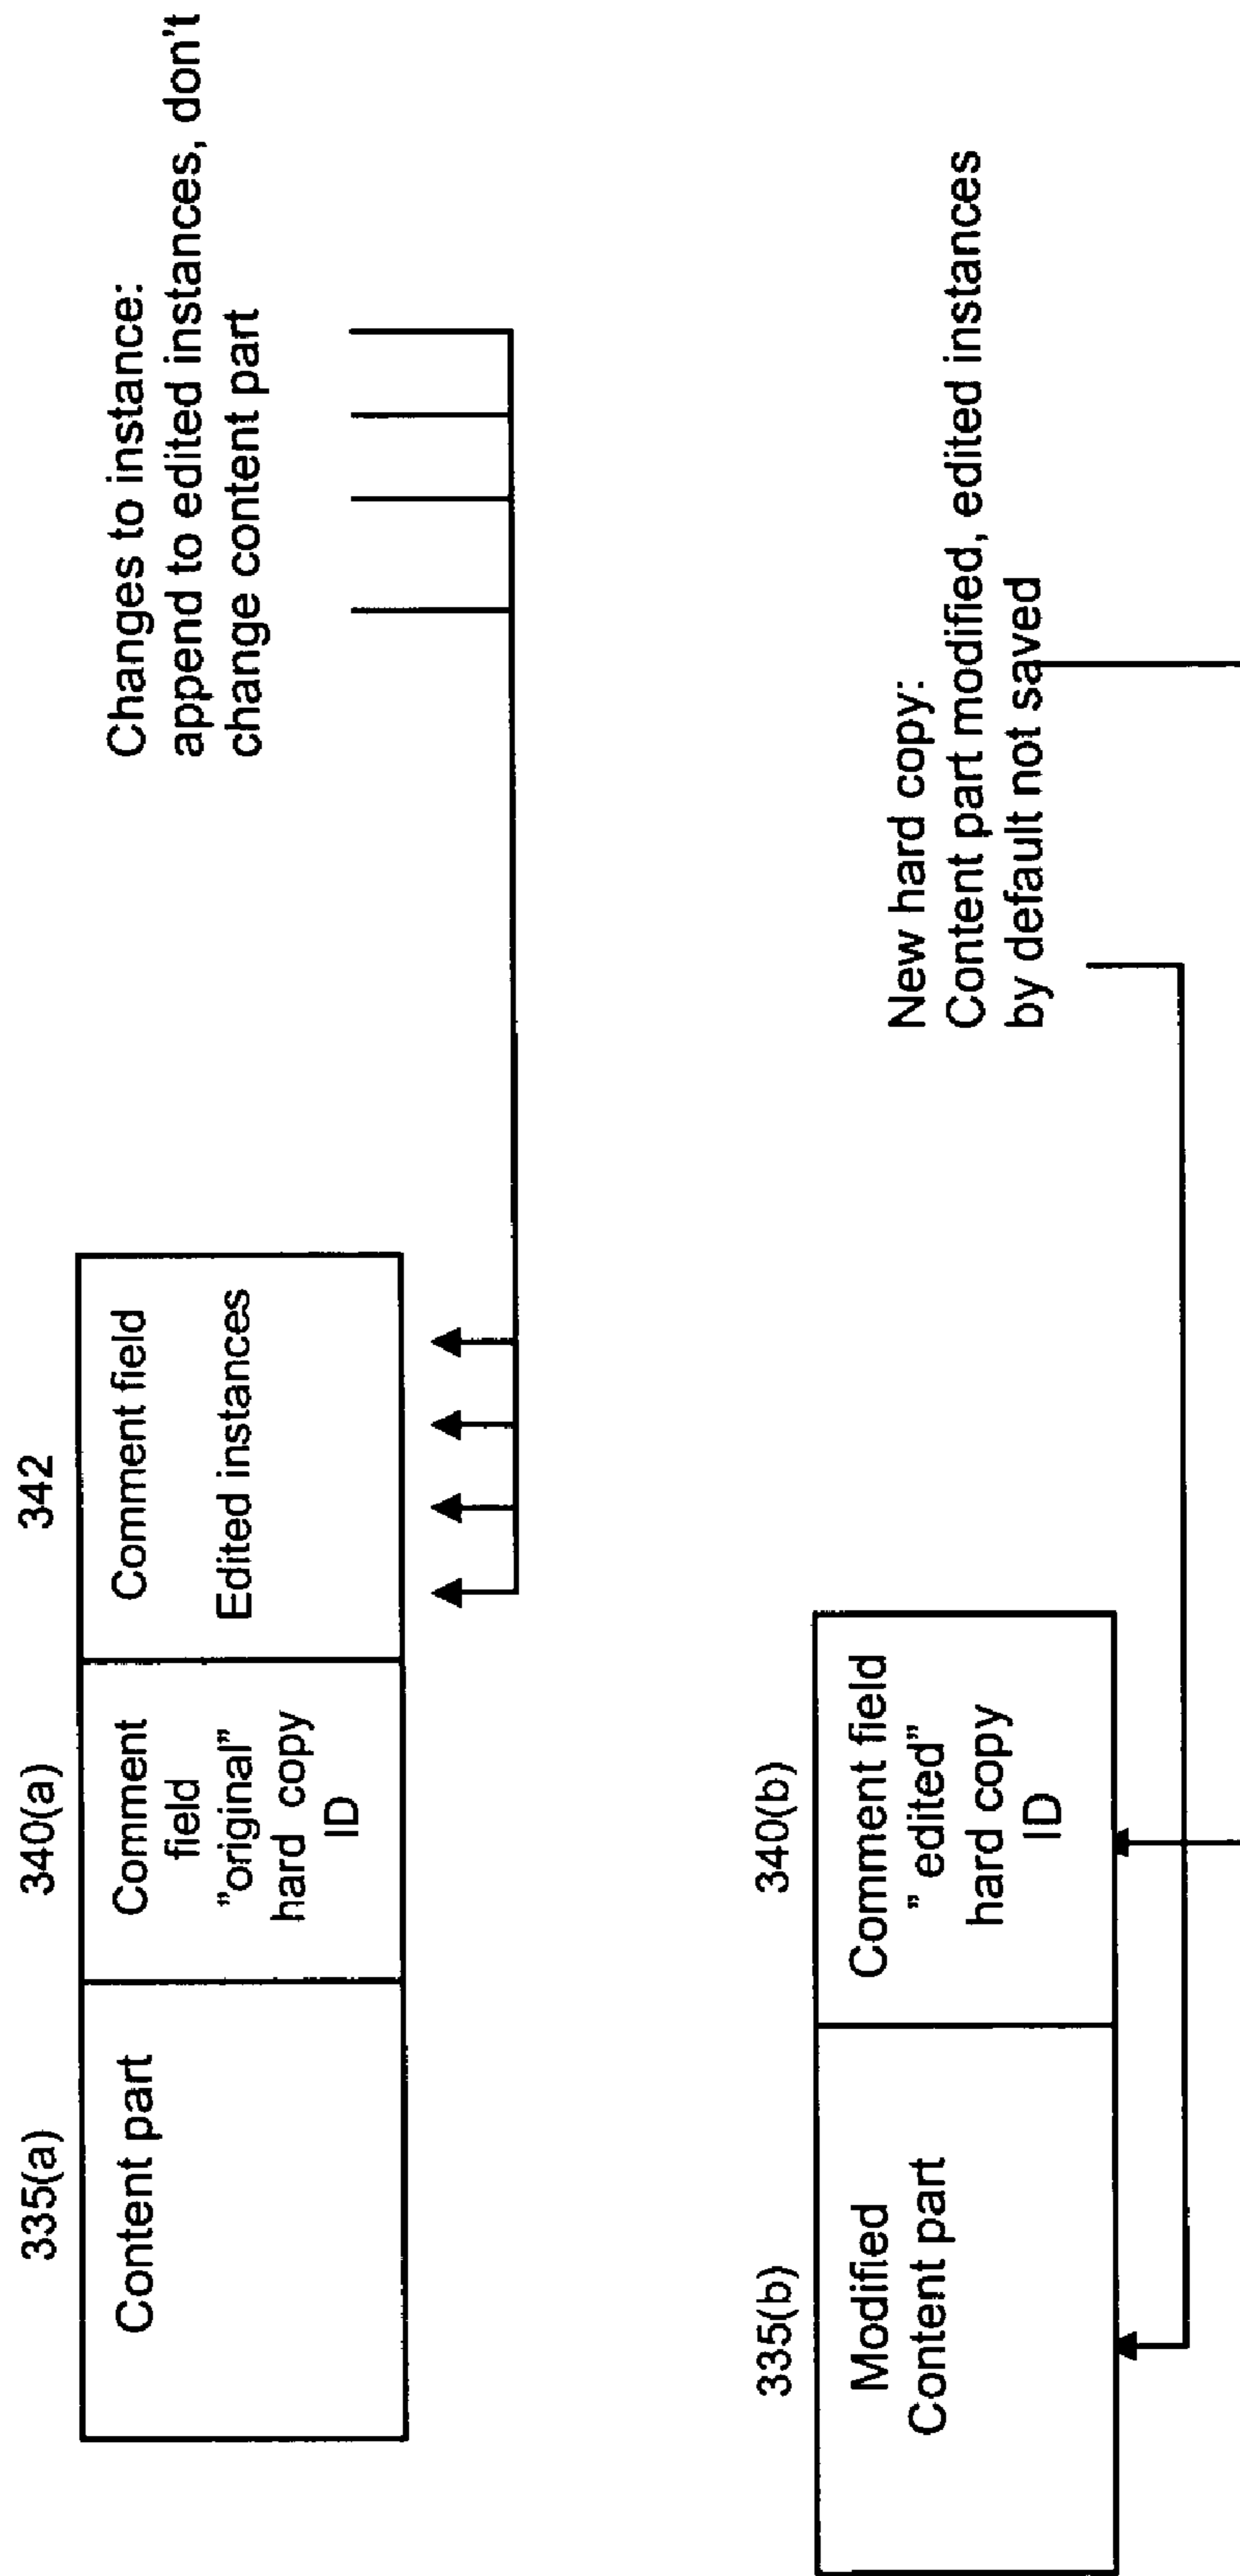 335(a)
340(a)
342
Content part
Comment
field
"original"
hard copy
ID
Comment field
Edited instances
Changes to instance:
append to edited instances, don't
change content part
335(b)
340(b)
Modified
Content part
Comment field
" edited"
hard copy
ID
New hard copy:
Content part modified, edited instances
by default not saved